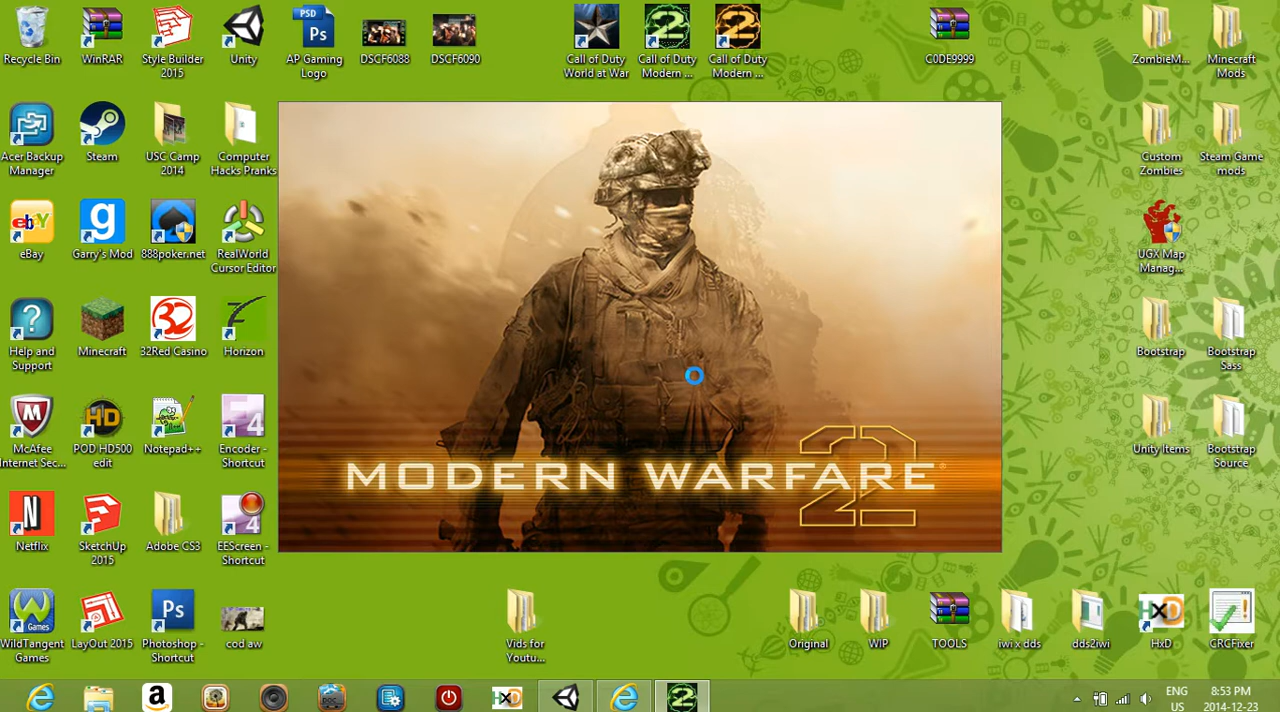 PSD
Ps
2
2
Recycle Bin
WinRAR
Style Builder
2015
Unity
AP Gaming
Logo
DSCF6088
DSCF6090
Call of Duty
World at War
Call of Duty
Modern ...
Call of Duty
Modern ...
C0DE9999
ZombieM...
Minecraft
Mods
Acer Backup
Manager
Steam
USC Camp
2014
Computer
Hacks Pranks
Custom
Zombies
Steam Game
mods
ebY
g
eBay
Garry's Mod
888poker.net
RealWorld
Cursor Editor
UGX Map
Manag...
?
32
Help and
Support
Minecraft
32Red Casino
Horizon
Bootstrap
Bootstrap
Sass
HD
4
McAfee
Internet Sec...
POD HD500
edit
Notepad++
Encoder -
Shortcut
Unity Items
Bootstrap
Source
MODERN WARFARE
2
N
4
Netflix
SketchUp
2015
Adobe CS3
EEScreen -
Shortcut
W
Games
Ps
HxD
WildTangent
Games
LayOut 2015
Photoshop -
Shortcut
cod aw
Vids for
Youtu...
Original
WIP
TOOLS
iwi x dds
dds2iwi
HxD
CRCFixer
a
HxD
2
ENG
US
8:53 PM
2014-12-23